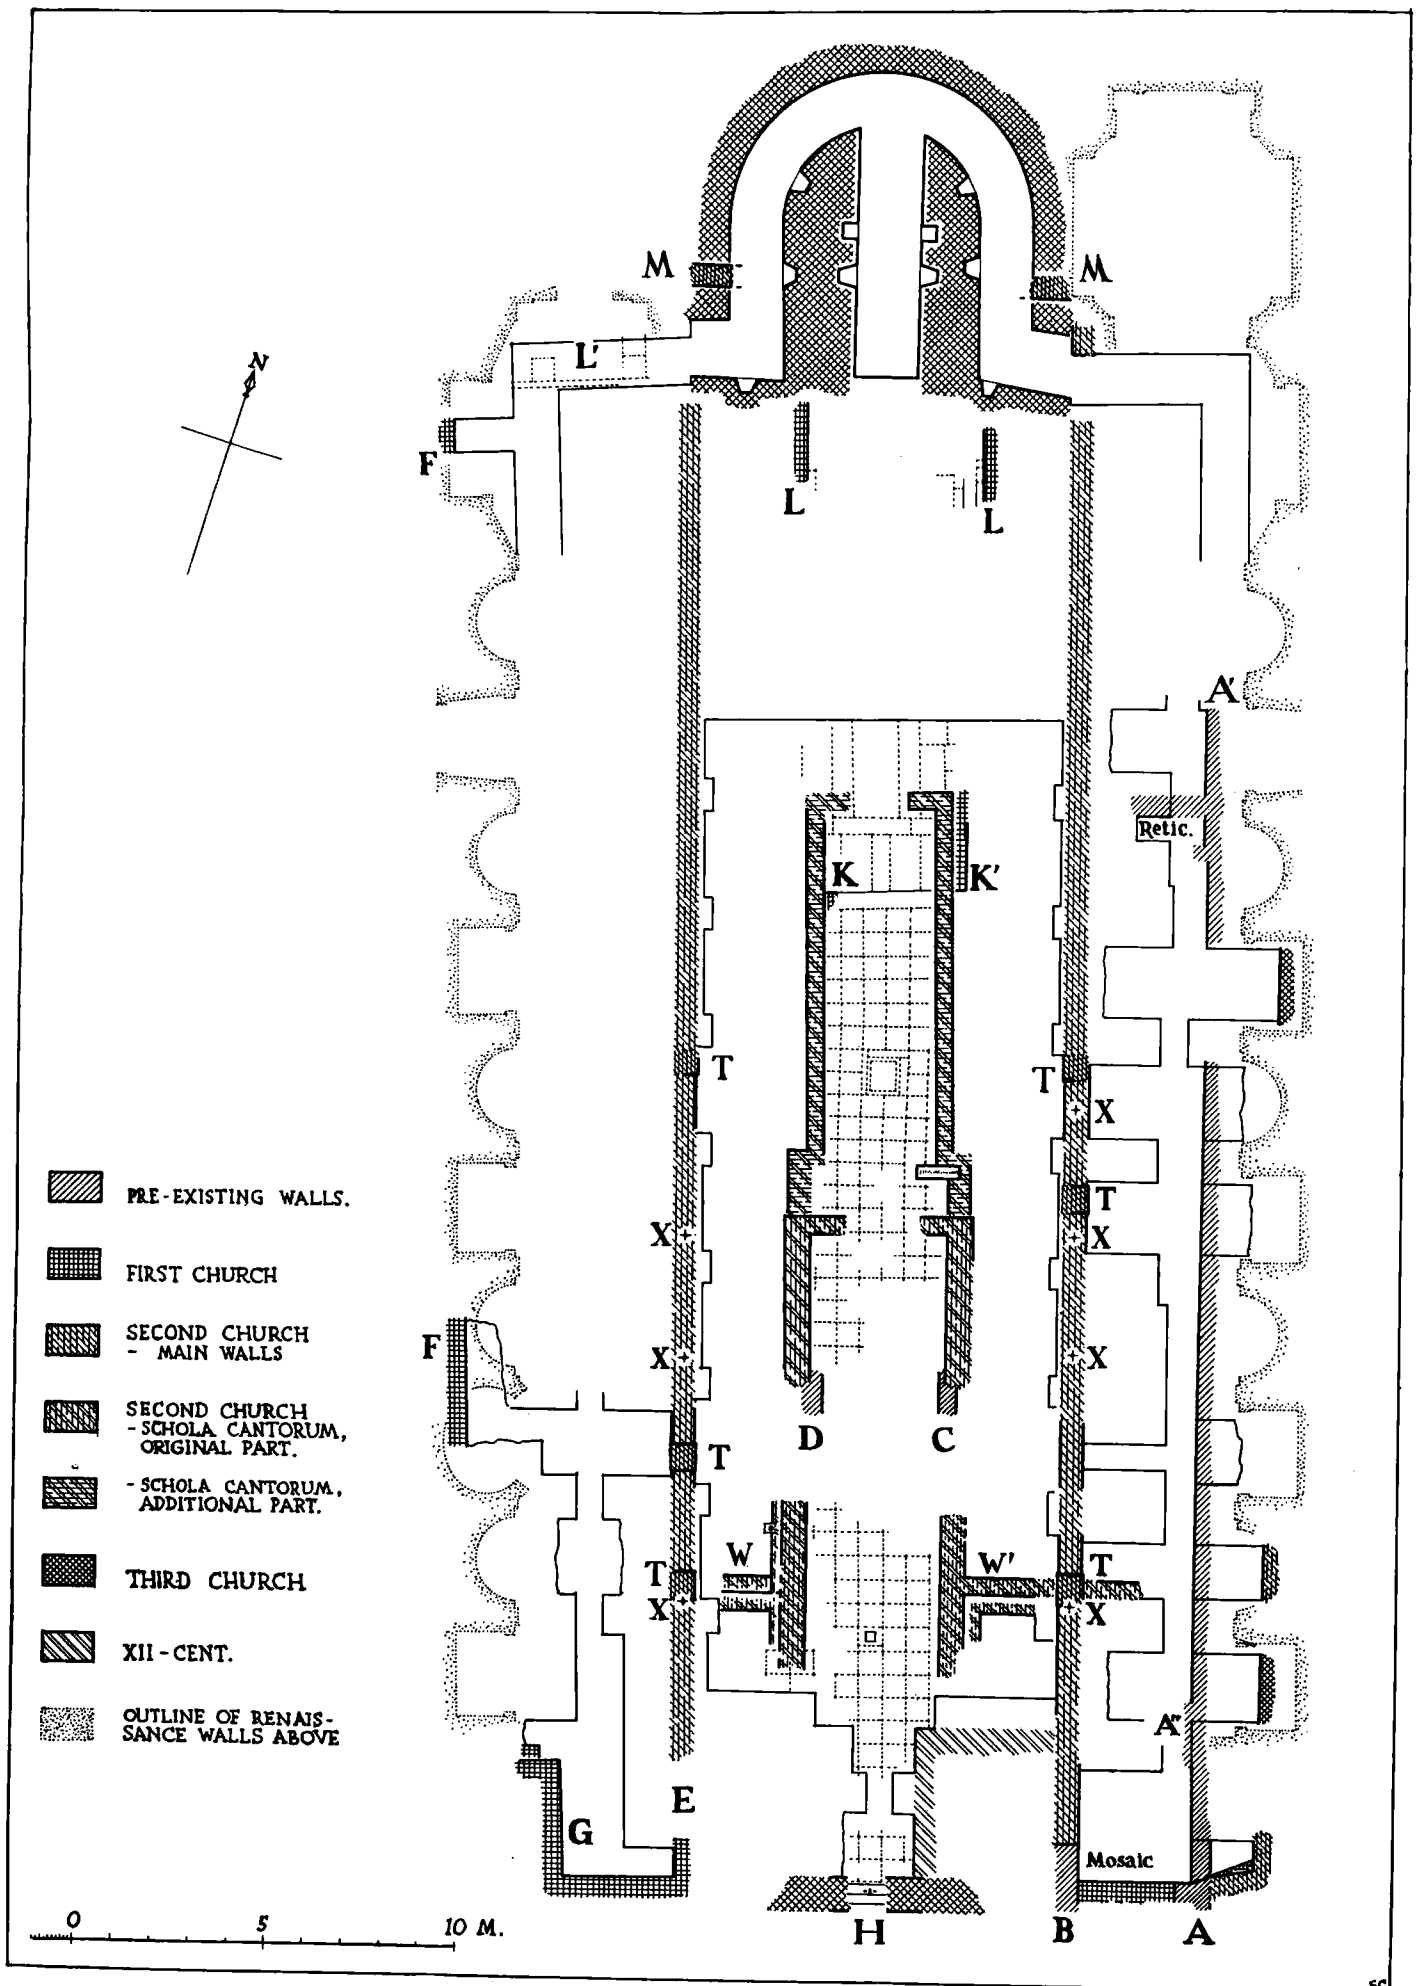 M
M
N
L'
F
L
L
A'
Retic.
K
K'
T
T
X
T
X
X
X
X
F
D
C
T
W
W'
T
T
X
X
A"
E
G
Mosaic
H
B
A
PRE-EXISTING WALLS.
FIRST CHURCH
SECOND CHURCH
- MAIN WALLS
SECOND CHURCH
- SCHOLA CANTORUM,
ORIGINAL PART.
- SCHOLA CANTORUM,
ADDITIONAL PART.
THIRD CHURCH
XII-CENT.
OUTLINE OF RENAIS-
SANCE WALLS ABOVE
0 5 10 M.